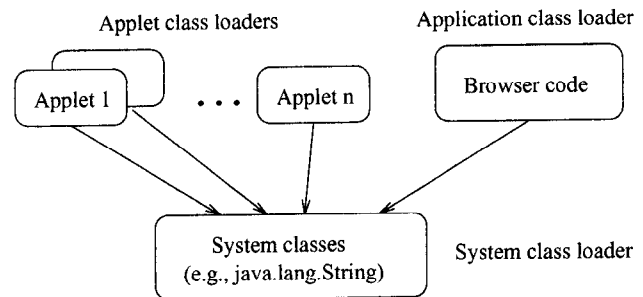 Applet class loaders
Application class loader
Applet 1
. . .
Applet n
Browser code
System classes
(e.g., java.lang.String)
System class loader